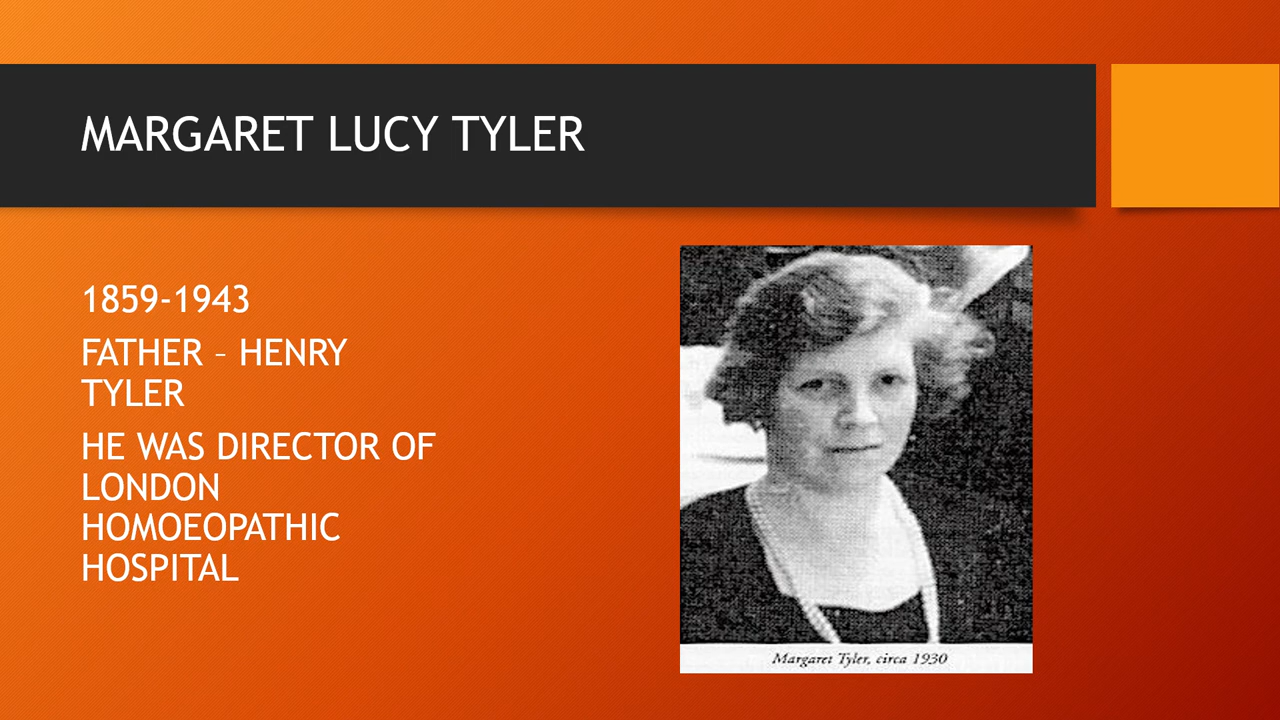 MARGARET LUCY TYLER
1859-1943
FATHER – HENRY
TYLER
HE WAS DIRECTOR OF
LONDON
HOMOEOPATHIC
HOSPITAL
Margaret Tyler, circa 1930